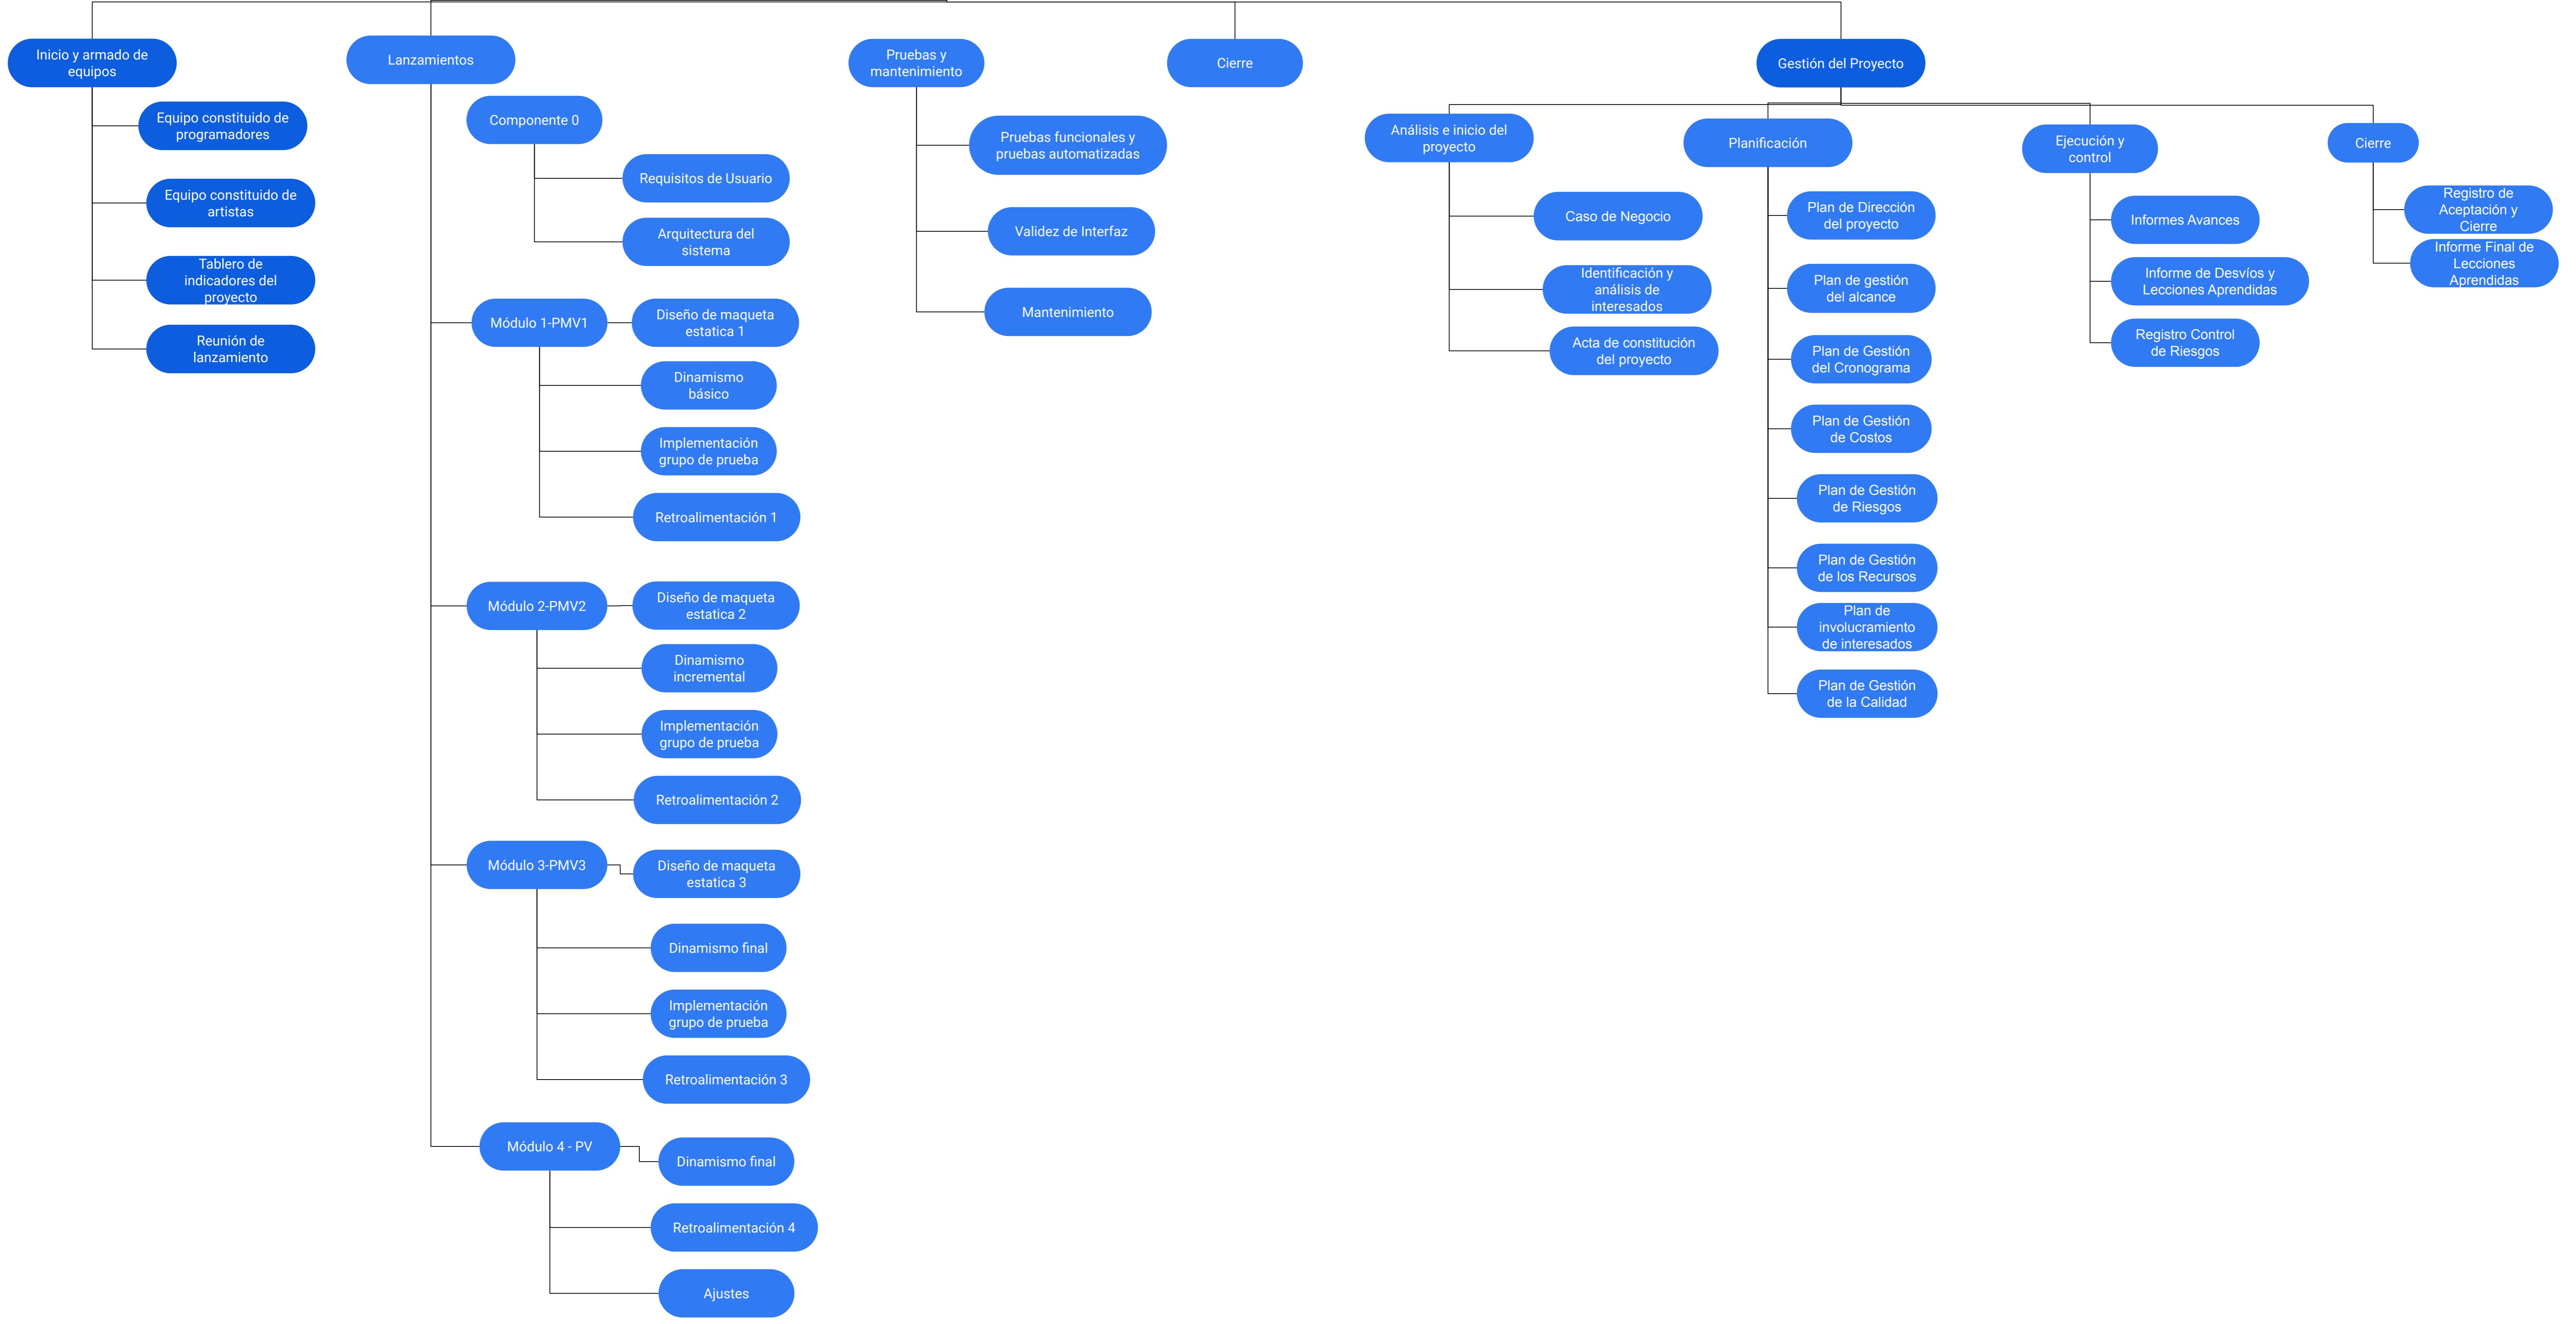 Inicio y armado de
equipos
Equipo constituido de
programadores
Equipo constituido de
artistas
Tablero de
indicadores del
proyecto
Reunión de
lanzamiento
Lanzamientos
Componente 0
Requisitos de Usuario
Arquitectura del
sistema
Módulo 1-PMV1
Diseño de maqueta
estatica 1
Dinamismo
básico
Implementación
grupo de prueba
Retroalimentación 1
Módulo 2-PMV2
Diseño de maqueta
estatica 2
Dinamismo
incremental
Implementación
grupo de prueba
Retroalimentación 2
Módulo 3-PMV3
Diseño de maqueta
estatica 3
Dinamismo final
Implementación
grupo de prueba
Retroalimentación 3
Módulo 4 - PV
Dinamismo final
Retroalimentación 4
Ajustes
Pruebas y
mantenimiento
Pruebas funcionales y
pruebas automatizadas
Validez de Interfaz
Mantenimiento
Cierre
Gestión del Proyecto
Análisis e inicio del
proyecto
Caso de Negocio
Identificación y
análisis de
interesados
Acta de constitución
del proyecto
Planificación
Plan de Dirección
del proyecto
Plan de gestión
del alcance
Plan de Gestión
del Cronograma
Plan de Gestión
de Costos
Plan de Gestión
de Riesgos
Plan de Gestión
de los Recursos
Plan de
involucramiento
de interesados
Plan de Gestión
de la Calidad
Ejecución y
control
Informes Avances
Informe de Desvíos y
Lecciones Aprendidas
Registro Control
de Riesgos
Cierre
Registro de
Aceptación y
Cierre
Informe Final de
Lecciones
Aprendidas